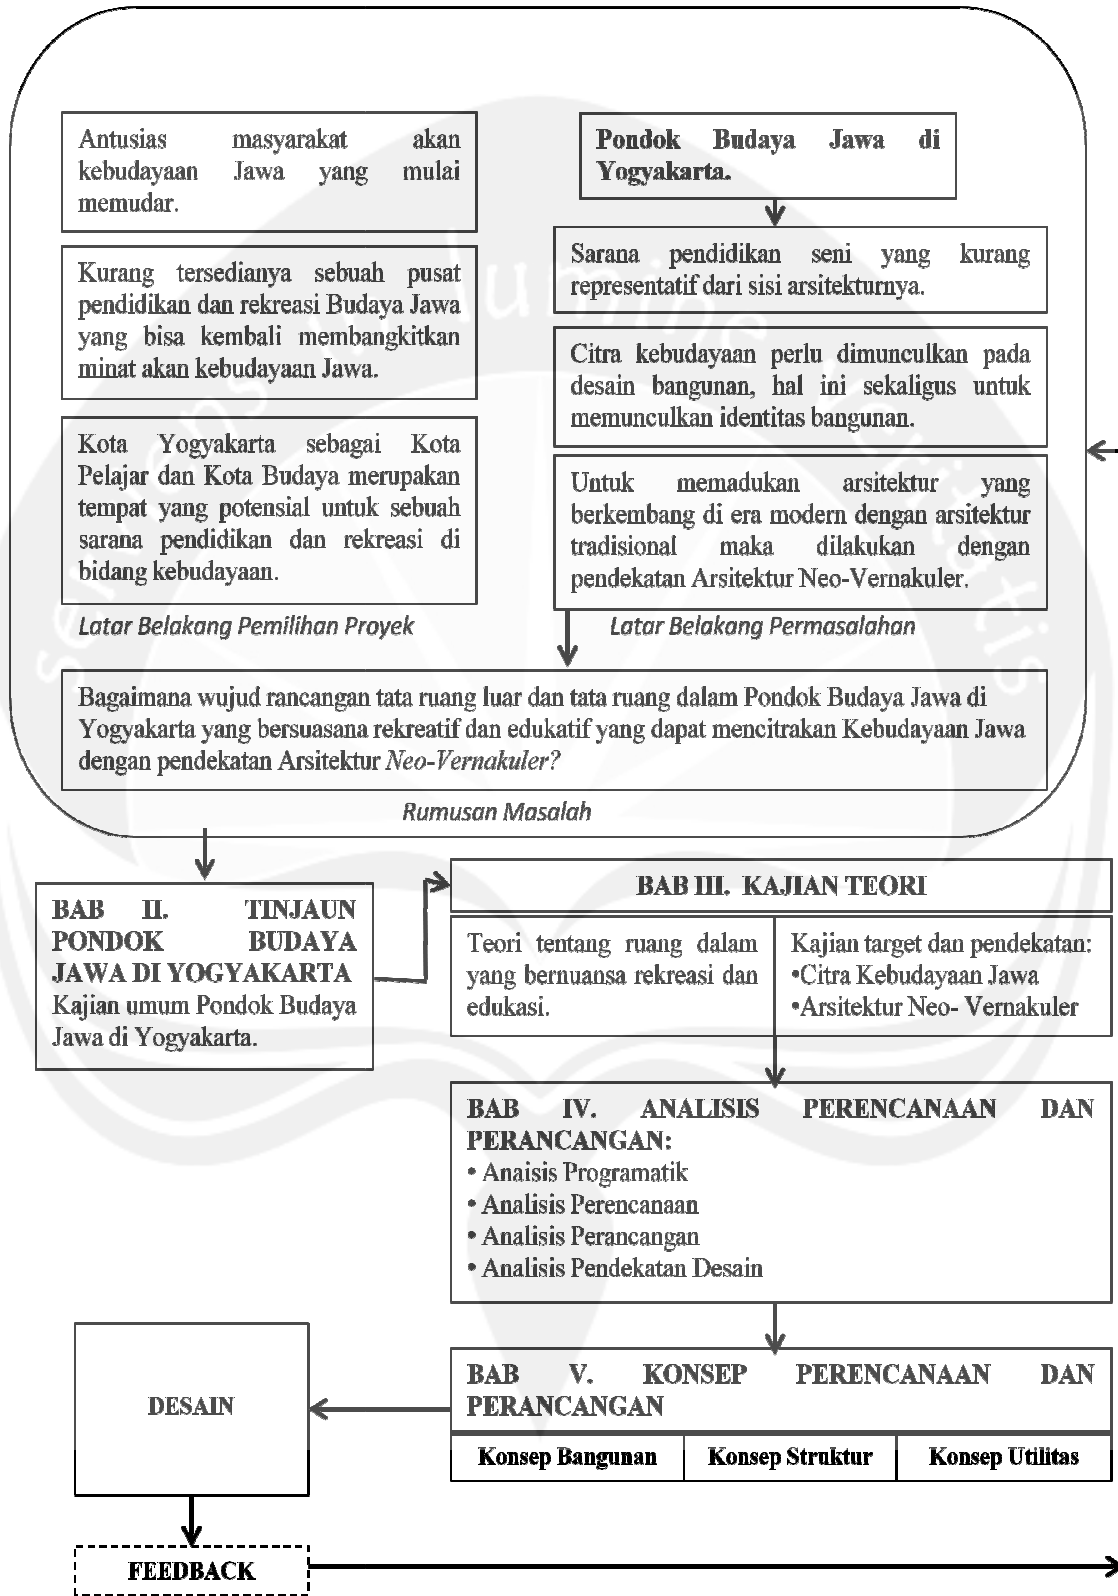 Antusias masyarakat akan
kebudayaan Jawa yang mulai
memudar.
Kurang tersedianya sebuah pusat
pendidikan dan rekreasi Budaya Jawa
yang bisa kembali membangkitkan
minat akan kebudayaan Jawa.
Kota Yogyakarta sebagai Kota
Pelajar dan Kota Budaya merupakan
tempat yang potensial untuk sebuah
sarana pendidikan dan rekreasi di
bidang kebudayaan.
Latar Belakang Pemilihan Proyek
Pondok Budaya Jawa di
Yogyakarta.
Sarana pendidikan seni yang kurang
representatif dari sisi arsitekturnya.
Citra kebudayaan perlu dimunculkan pada
desain bangunan, hal ini sekaligus untuk
memunculkan identitas bangunan.
Untuk memadukan arsitektur yang
berkembang di era modern dengan arsitektur
tradisional maka dilakukan dengan
pendekatan Arsitektur Neo-Vernakuler.
Latar Belakang Permasalahan
Bagaimana wujud rancangan tata ruang luar dan tata ruang dalam Pondok Budaya Jawa di
Yogyakarta yang bersuasana rekreatif dan edukatif yang dapat mencitrakan Kebudayaan Jawa
dengan pendekatan Arsitektur Neo-Vernakuler?
Rumusan Masalah
BAB II. TINJAUN
PONDOK BUDAYA
JAWA DI YOGYAKARTA
Kajian umum Pondok Budaya
Jawa di Yogyakarta.
BAB III. KAJIAN TEORI
Teori tentang ruang dalam
yang bernuansa rekreasi dan
edukasi.
Kajian target dan pendekatan:
•Citra Kebudayaan Jawa
•Arsitektur Neo- Vernakuler
BAB IV. ANALISIS PERENCANAAN DAN
PERANCANGAN:
• Anaisis Programatik
• Analisis Perencanaan
• Analisis Perancangan
• Analisis Pendekatan Desain
BAB V. KONSEP PERENCANAAN DAN
PERANCANGAN
Konsep Bangunan Konsep Struktur Konsep Utilitas
DESAIN
FEEDBACK
serviens in lumine veritatis